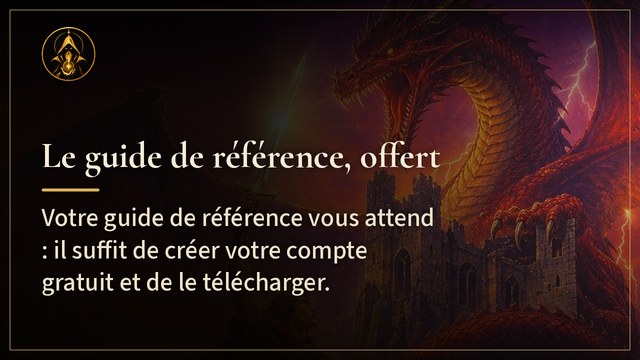 Le guide de référence, offert
Votre guide de référence vous attend
: il suffit de créer votre compte
gratuit et de le télécharger.